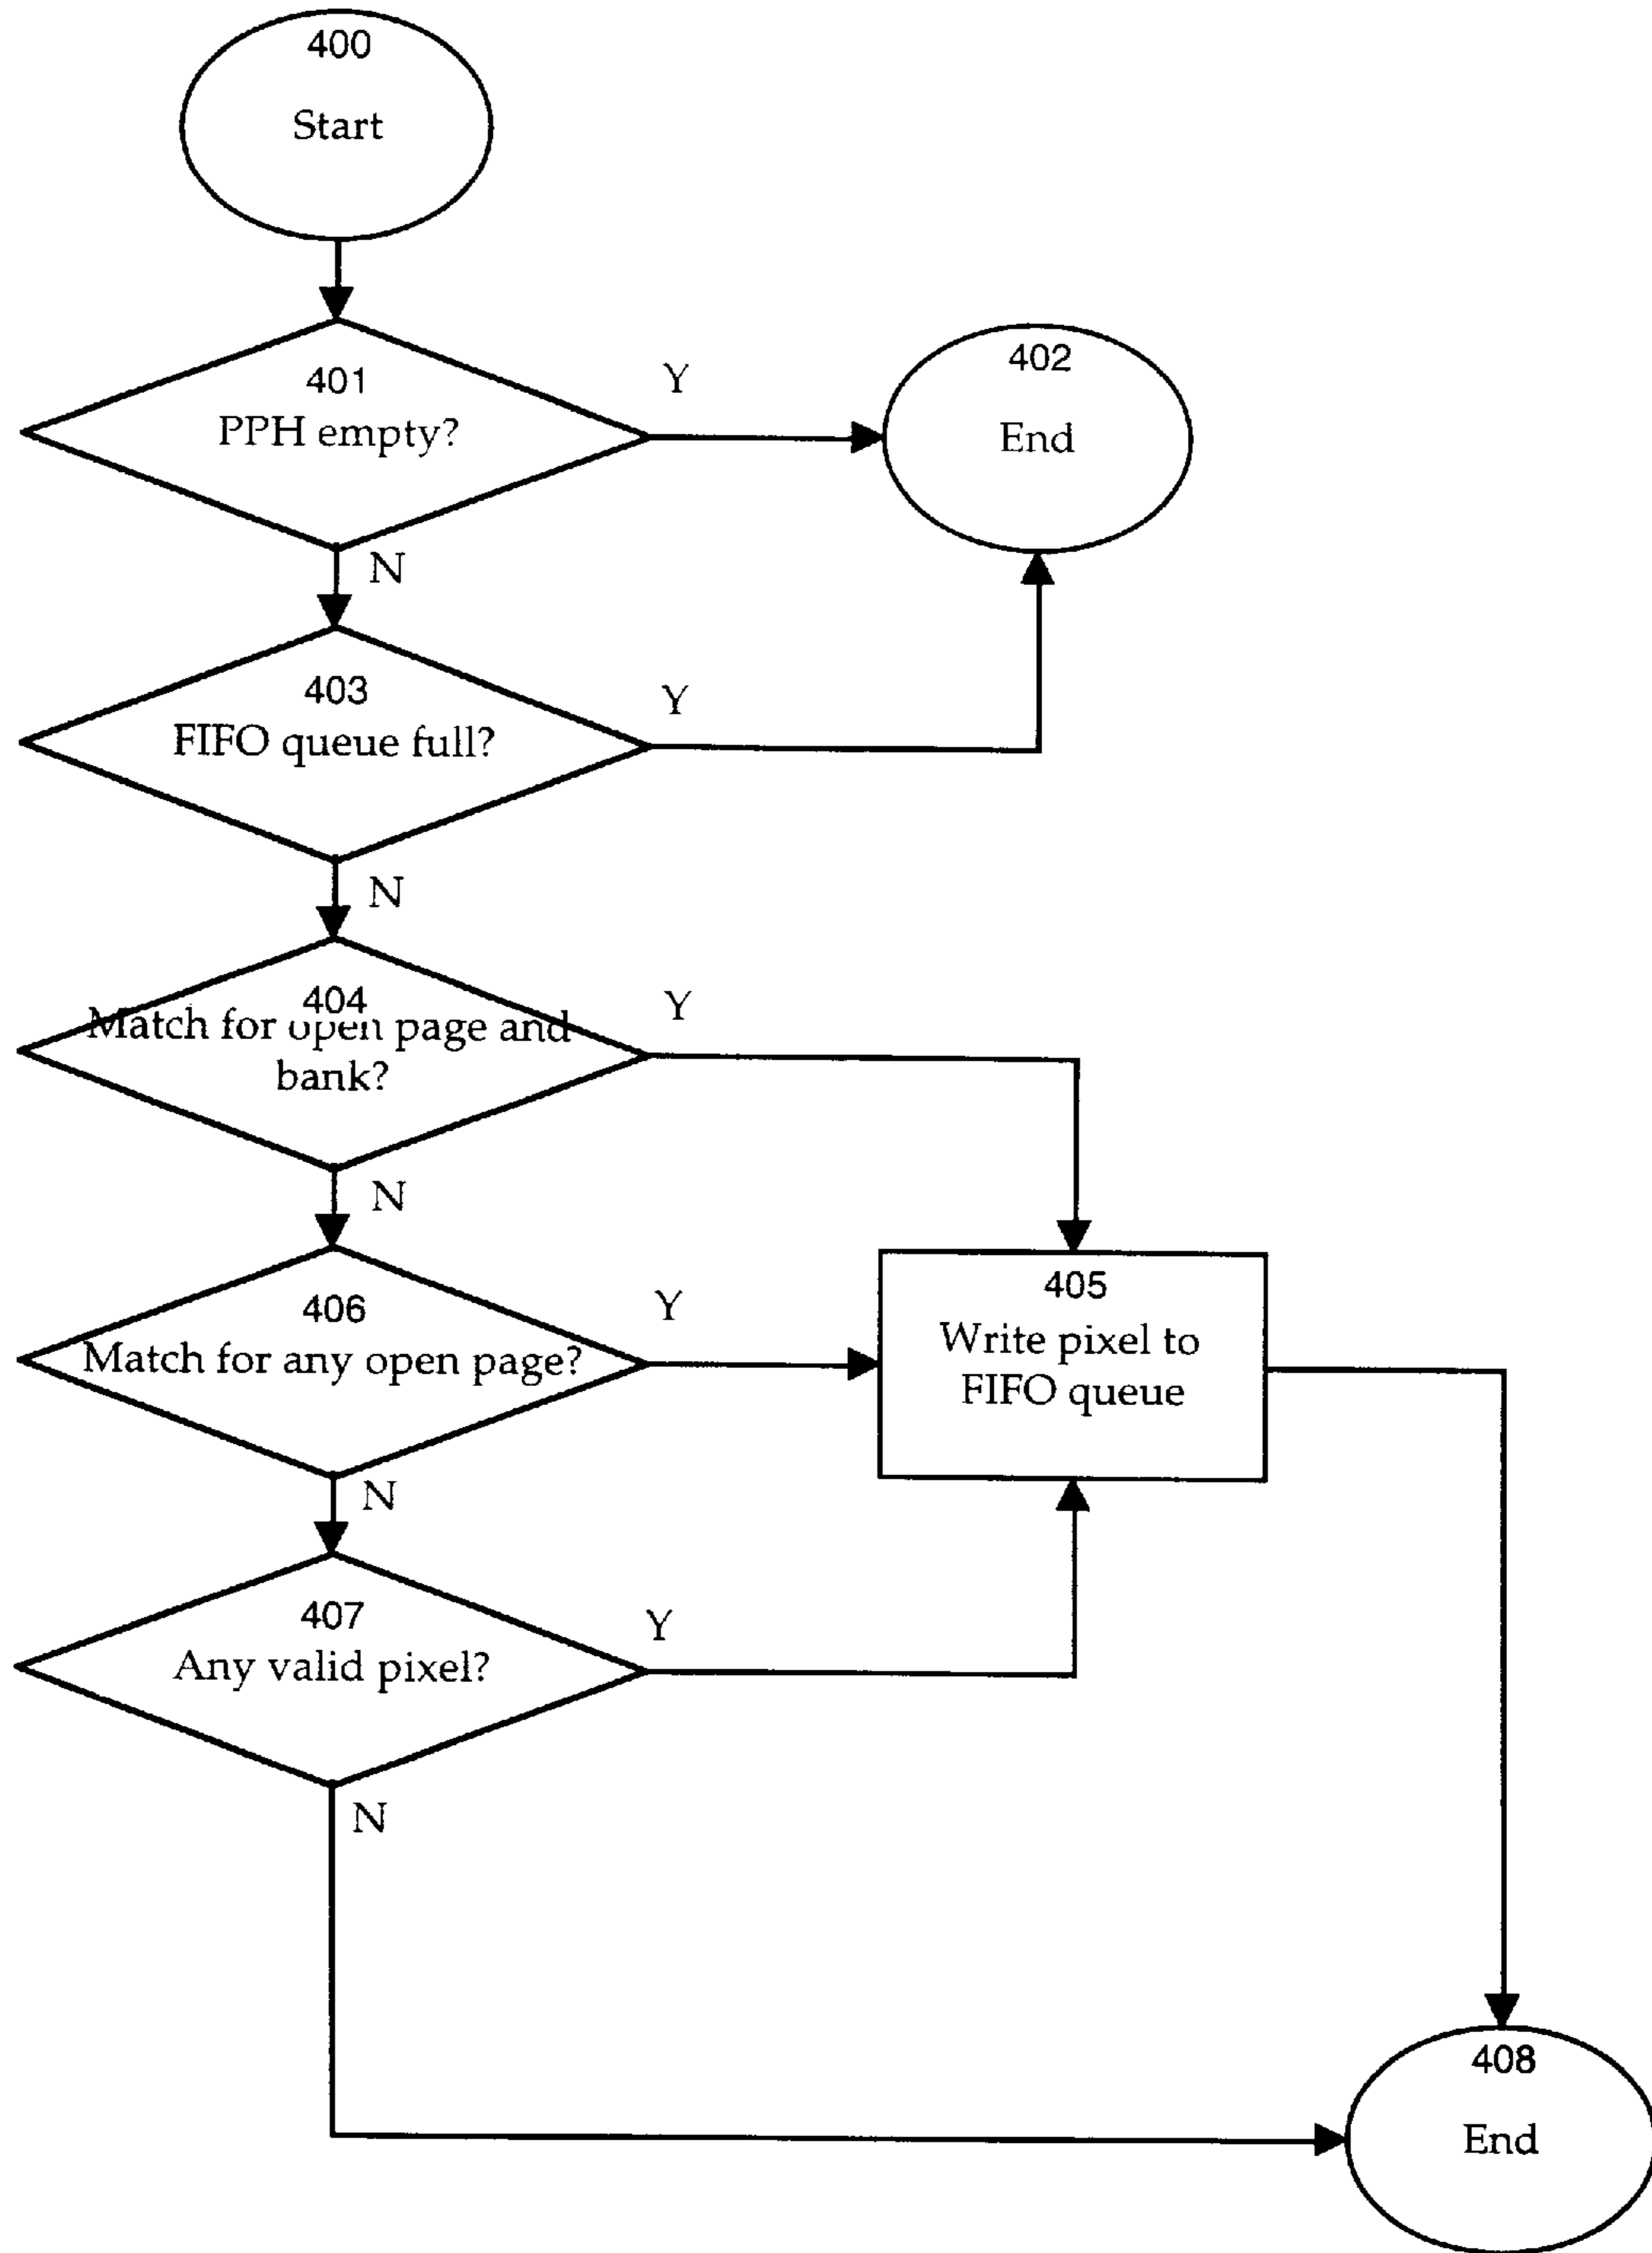 400
Start
401
PPH empty?
Y
402
End
N
403
FIFO queue full?
Y
N
404
Match for open page and
bank?
Y
N
406
Match for any open page?
Y
405
Write pixel to
FIFO queue
N
407
Any valid pixel?
Y
N
408
End